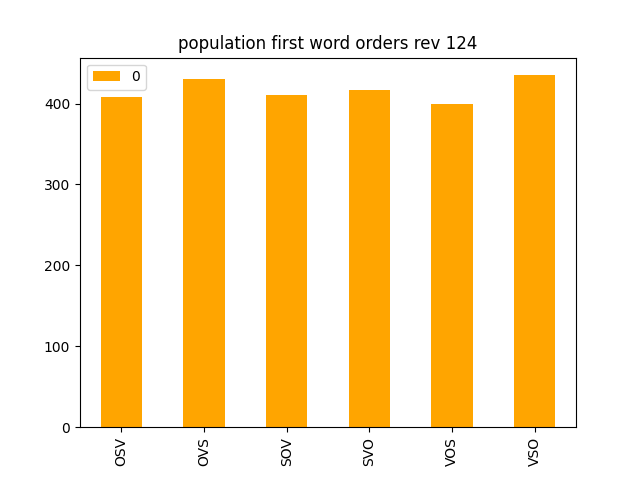 population first word orders rev 124
0
400
300
200
100
0
OSV
OVS
SOV
SVO
VOS
VSO